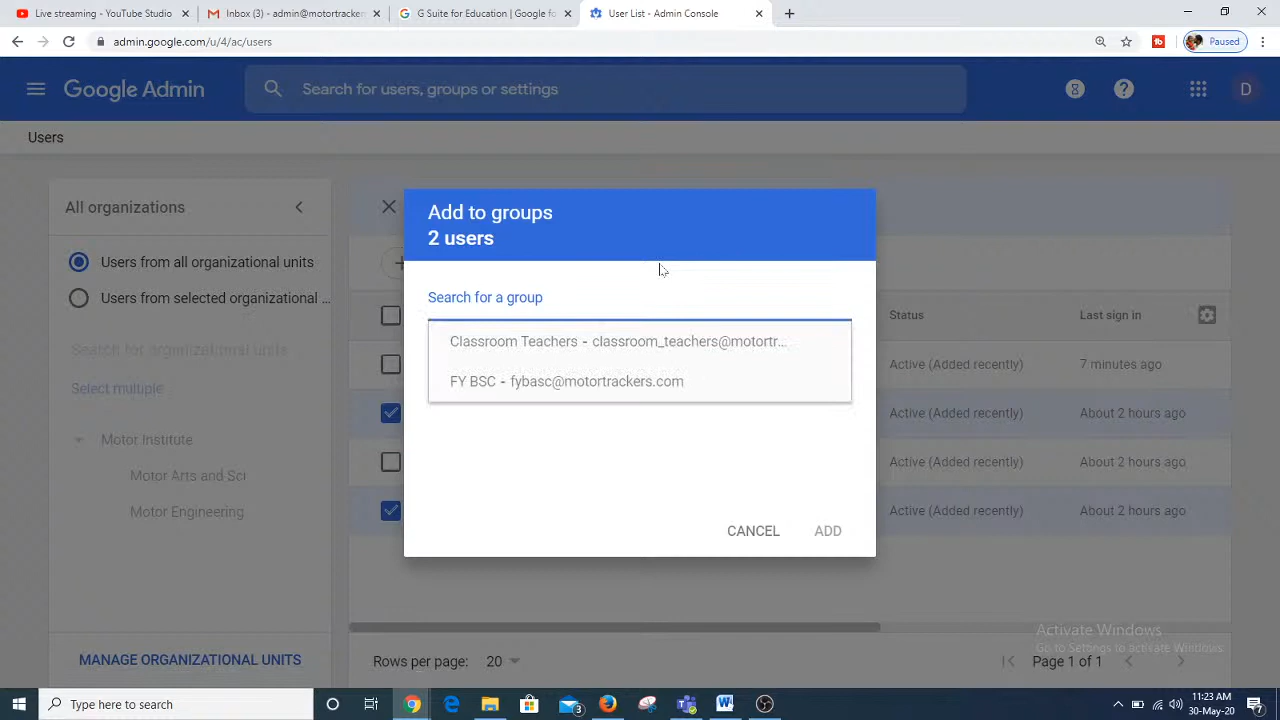 Live streaming - YouTube Studio
Inbox (3) - admin@motortracker
G Suite for Education | Google fo
User List - Admin Console
admin.google.com/u/4/ac/users
Paused
Google Admin
Search for users, groups or settings
D
Users
All organizations
Users from all organizational units
Users from selected organizational ...
Search for organizational units
Select multiple
Motor Institute
Motor Arts and Sci
Motor Engineering
MANAGE ORGANIZATIONAL UNITS
Add to groups
2 users
Search for a group
Classroom Teachers - classroom_teachers@motortr...
FY BSC - fybasc@motortrackers.com
CANCEL
ADD
Status
Last sign in
Active (Added recently)
7 minutes ago
Active (Added recently)
About 2 hours ago
Active (Added recently)
About 2 hours ago
Active (Added recently)
About 2 hours ago
Activate Windows
Go to Settings to activate Windows.
Rows per page: 20
Page 1 of 1
Type here to search
3
11:23 AM
30-May-20
2